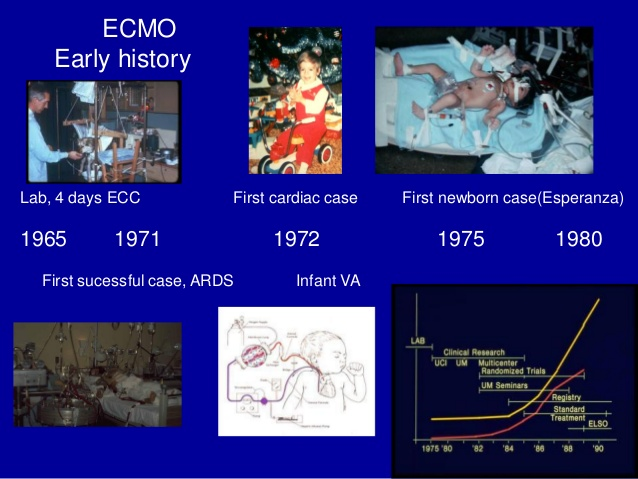 ECMO
Early history
Lab, 4 days ECC
First cardiac case
First newborn case(Esperanza)
1965 1971 1972 1975 1980
First sucessful case, ARDS
Infant VA
LAB
Clinical Research
UCI UM Multicenter
Randomized Trials
UM Seminars
Registry
Standard
Treatment
ELSO
1975 '80 '82 '84 '86 '88 '90